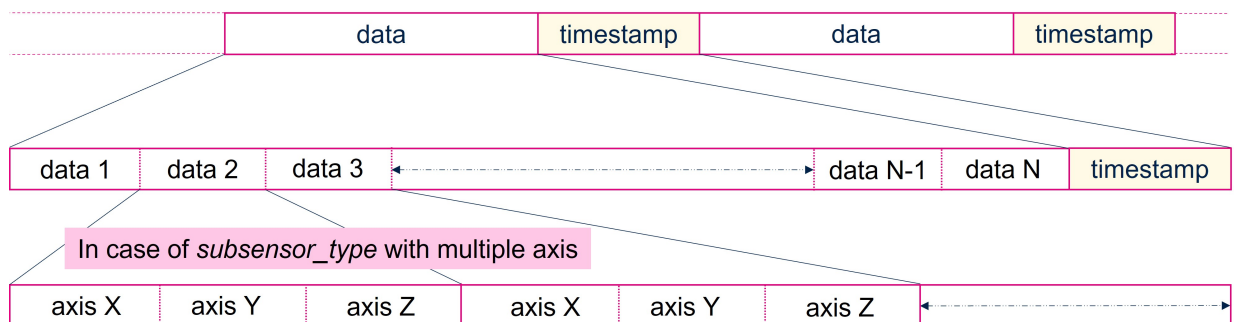 data timestamp data timestamp
data 1 data 2 data 3 data N-1 data N timestamp
In case of subsensor_type with multiple axis
axis X axis Y axis Z axis X axis Y axis Z